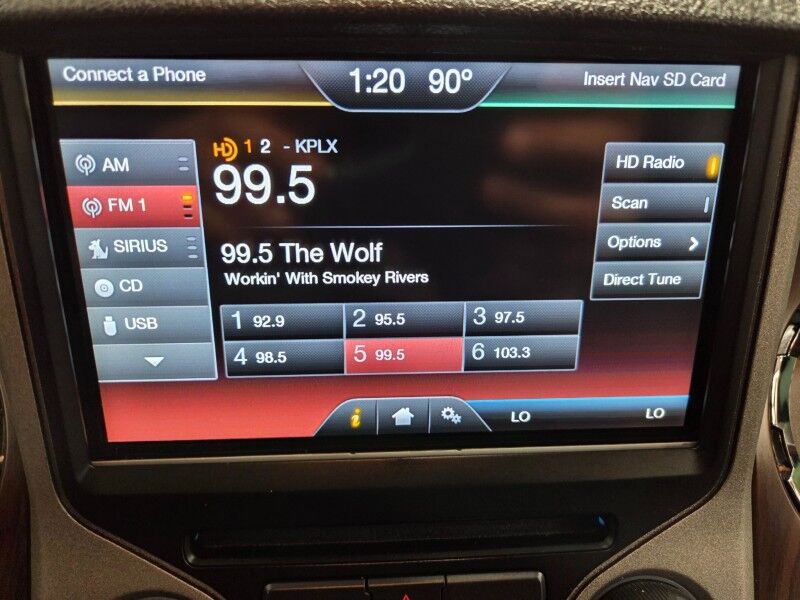 Connect a Phone
1:20 90°
Insert Nav SD Card
AM
FM 1
SIRIUS
CD
USB
HD 1 2 - KPLX
99.5
99.5 The Wolf
Workin' With Smokey Rivers
1 92.9
2 95.5
3 97.5
4 98.5
5 99.5
6 103.3
HD Radio
Scan
Options
Direct Tune
i
LO
LO